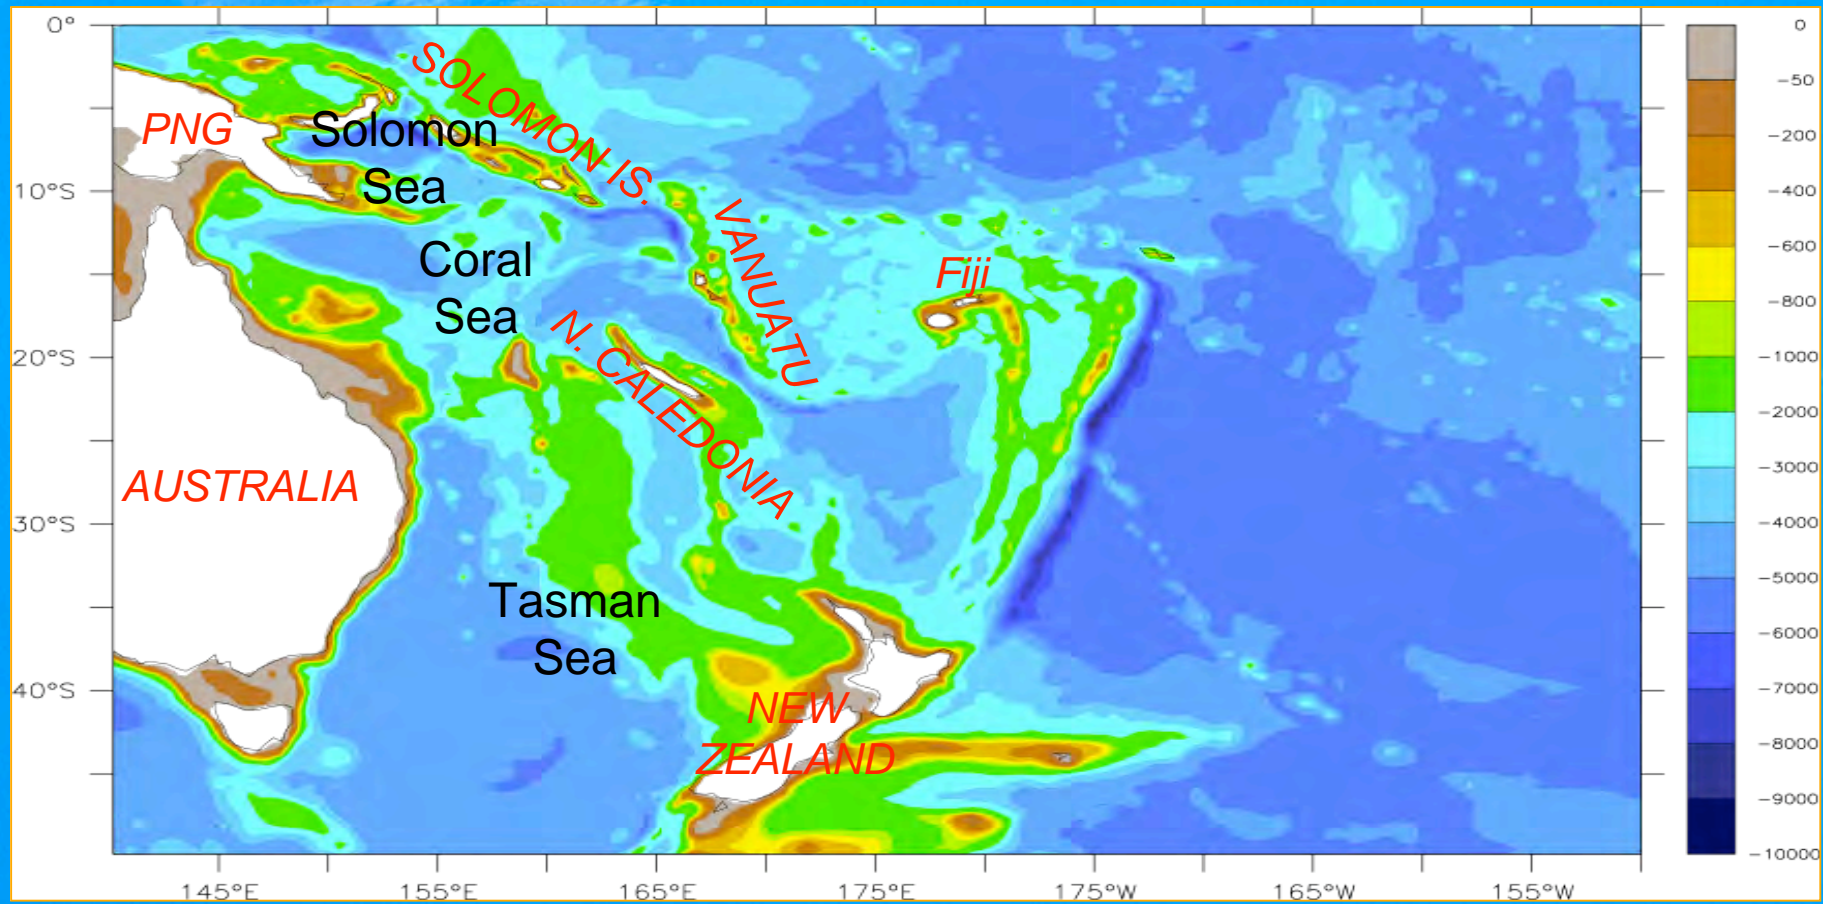 0°
10°S
20°S
30°S
40°S
145°E
155°E
165°E
175°E
175°W
165°W
155°W
PNG
Solomon
Sea
SOLOMON IS.
VANUATU
Coral
Sea
Fiji
N. CALEDONIA
AUSTRALIA
Tasman
Sea
NEW
ZEALAND
0
-50
-200
-400
-600
-800
-1000
-2000
-3000
-4000
-5000
-6000
-7000
-8000
-9000
-10000